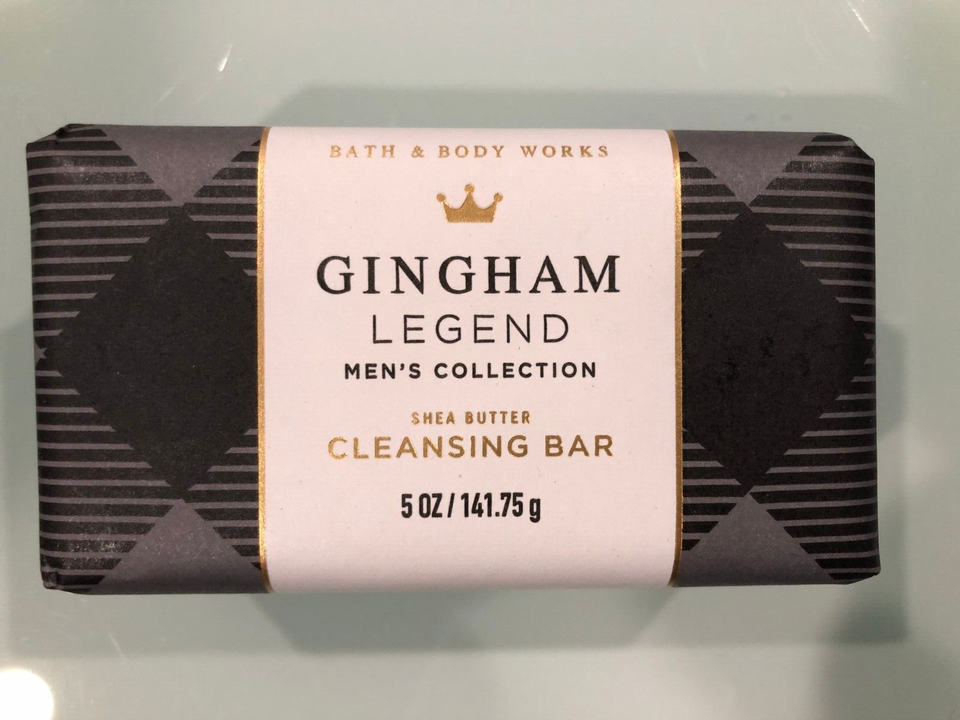 BATH & BODY WORKS
GINGHAM
LEGEND
MEN'S COLLECTION
SHEA BUTTER
CLEANSING BAR
5 OZ / 141.75 g